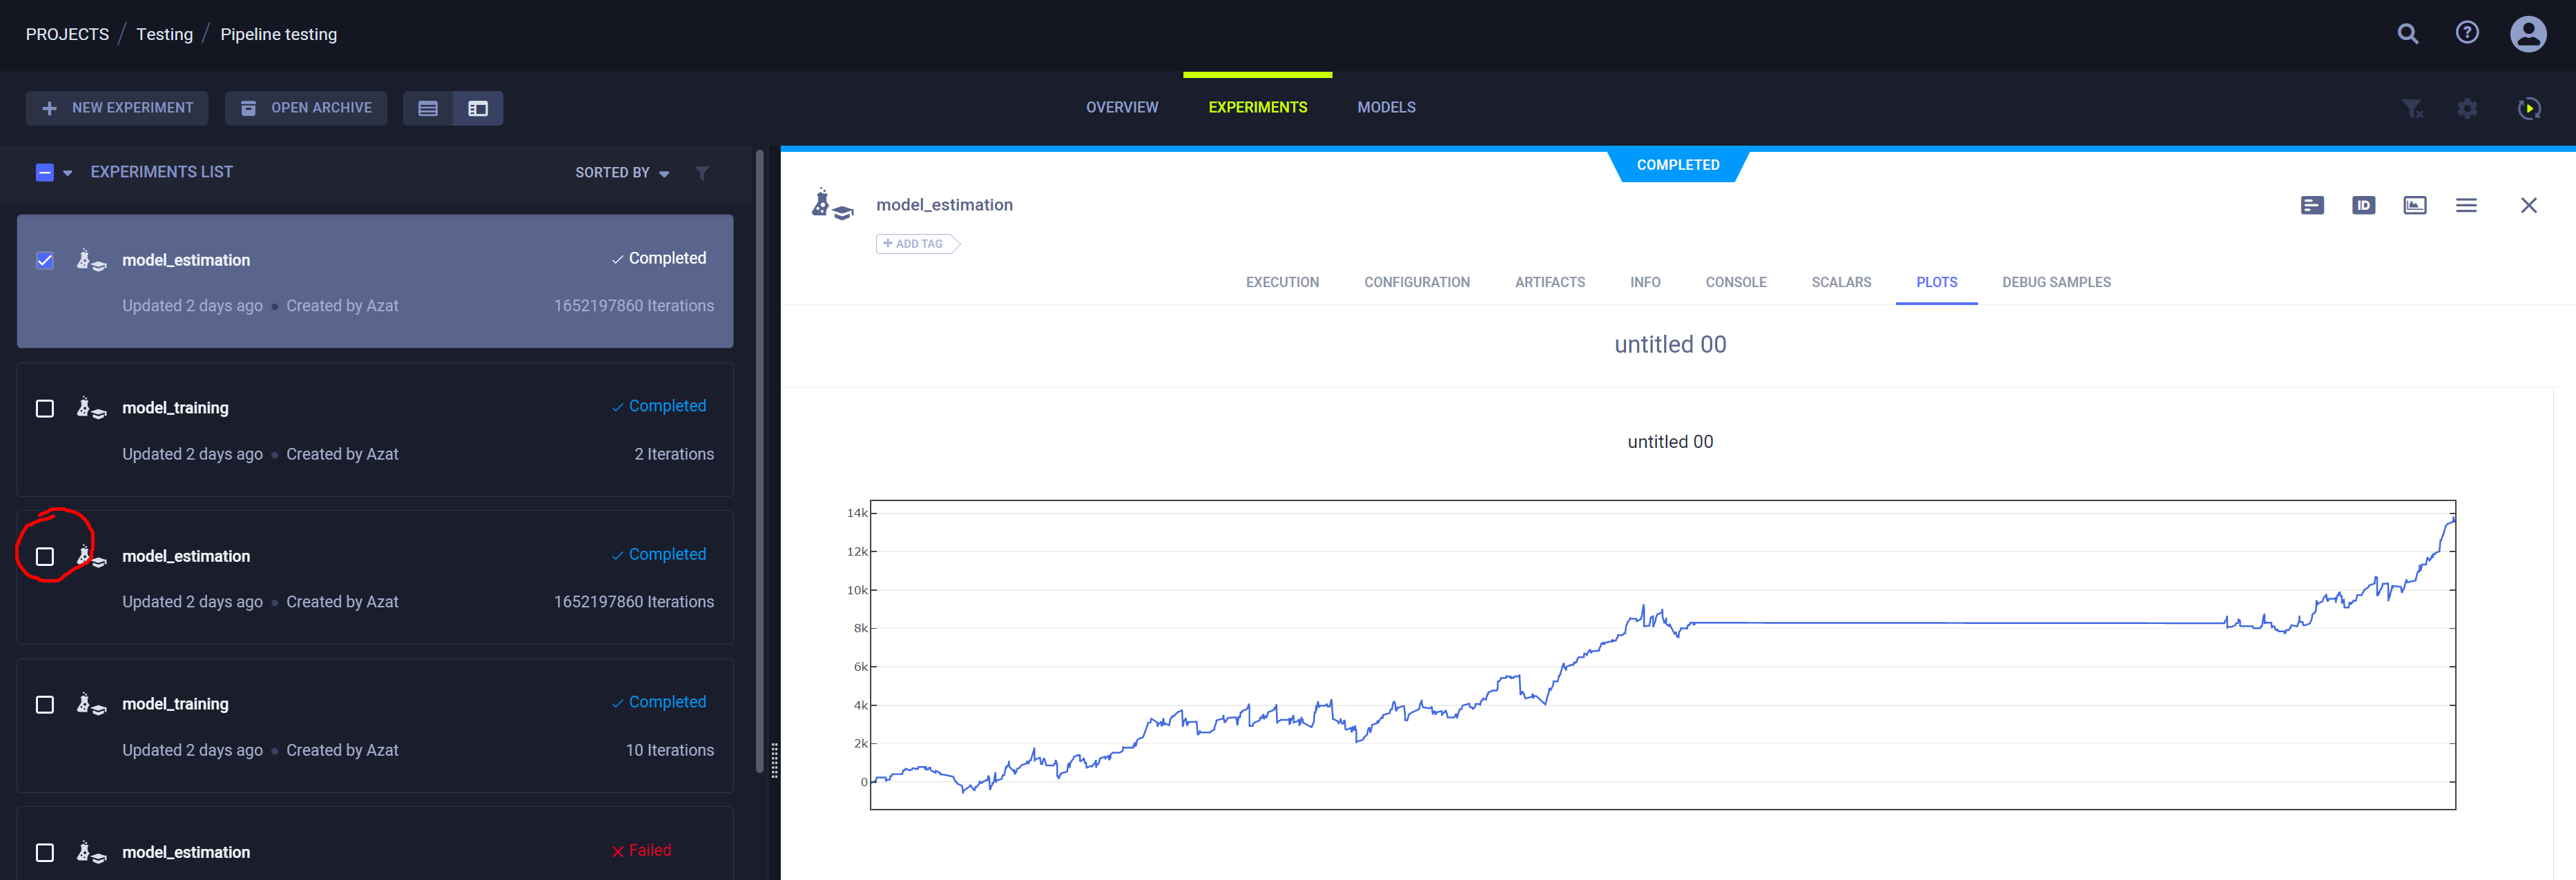 PROJECTS / Testing / Pipeline testing
NEW EXPERIMENT OPEN ARCHIVE OVERVIEW EXPERIMENTS MODELS
EXPERIMENTS LIST SORTED BY
model_estimation Completed
Updated 2 days ago Created by Azat 1652197860 Iterations
model_training Completed
Updated 2 days ago Created by Azat 2 Iterations
model_estimation Completed
Updated 2 days ago Created by Azat 1652197860 Iterations
model_training Completed
Updated 2 days ago Created by Azat 10 Iterations
model_estimation Failed
COMPLETED
model_estimation
ID
+ ADD TAG
EXECUTION CONFIGURATION ARTIFACTS INFO CONSOLE SCALARS PLOTS DEBUG SAMPLES
untitled 00
untitled 00
14k
12k
10k
8k
6k
4k
2k
0